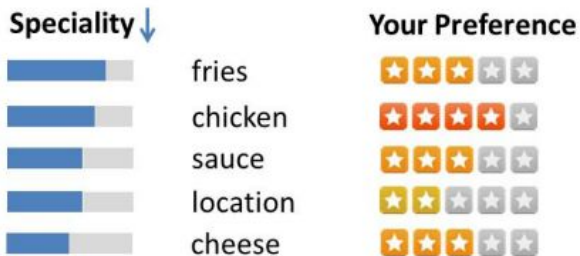 Speciality Your Preference
fries
chicken
sauce
location
cheese